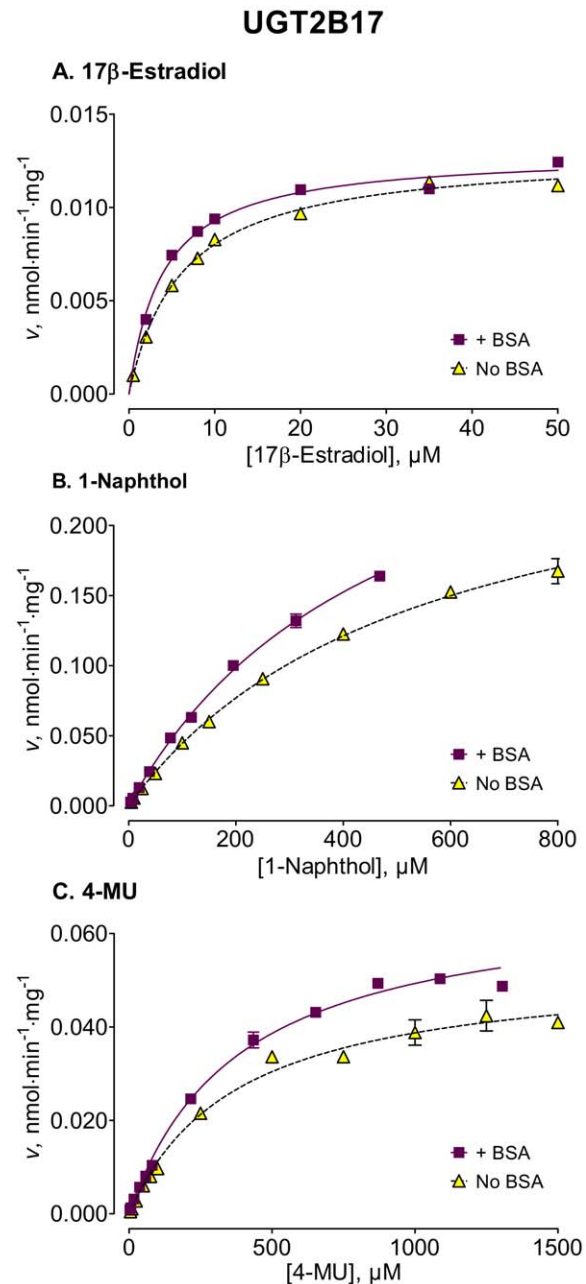 UGT2B17
A. 17β-Estradiol
0.015
0.010
0.005
0.000
v, nmol·min⁻¹·mg⁻¹
+ BSA
No BSA
0 10 20 30 40 50
[17β-Estradiol], µM
B. 1-Naphthol
0.200
0.150
0.100
0.050
0.000
v, nmol·min⁻¹·mg⁻¹
+ BSA
No BSA
0 200 400 600 800
[1-Naphthol], µM
C. 4-MU
0.060
0.040
0.020
0.000
v, nmol·min⁻¹·mg⁻¹
+ BSA
No BSA
0 500 1000 1500
[4-MU], µM